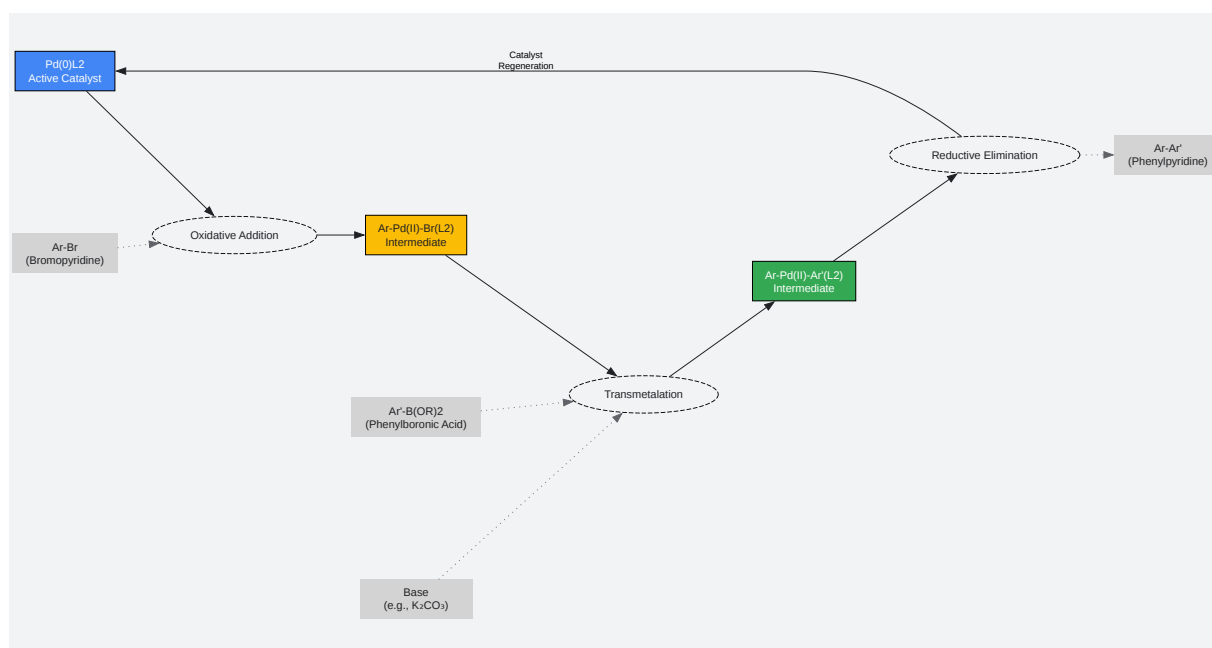 Catalyst
Regeneration
Pd(0)L2
Active Catalyst
Reductive Elimination
Ar-Ar'
(Phenylpyridine)
Oxidative Addition
Ar-Pd(II)-Br(L2)
Intermediate
Ar-Br
(Bromopyridine)
Ar-Pd(II)-Ar'(L2)
Intermediate
Transmetalation
Ar'-B(OR)2
(Phenylboronic Acid)
Base
(e.g., K₂CO₃)